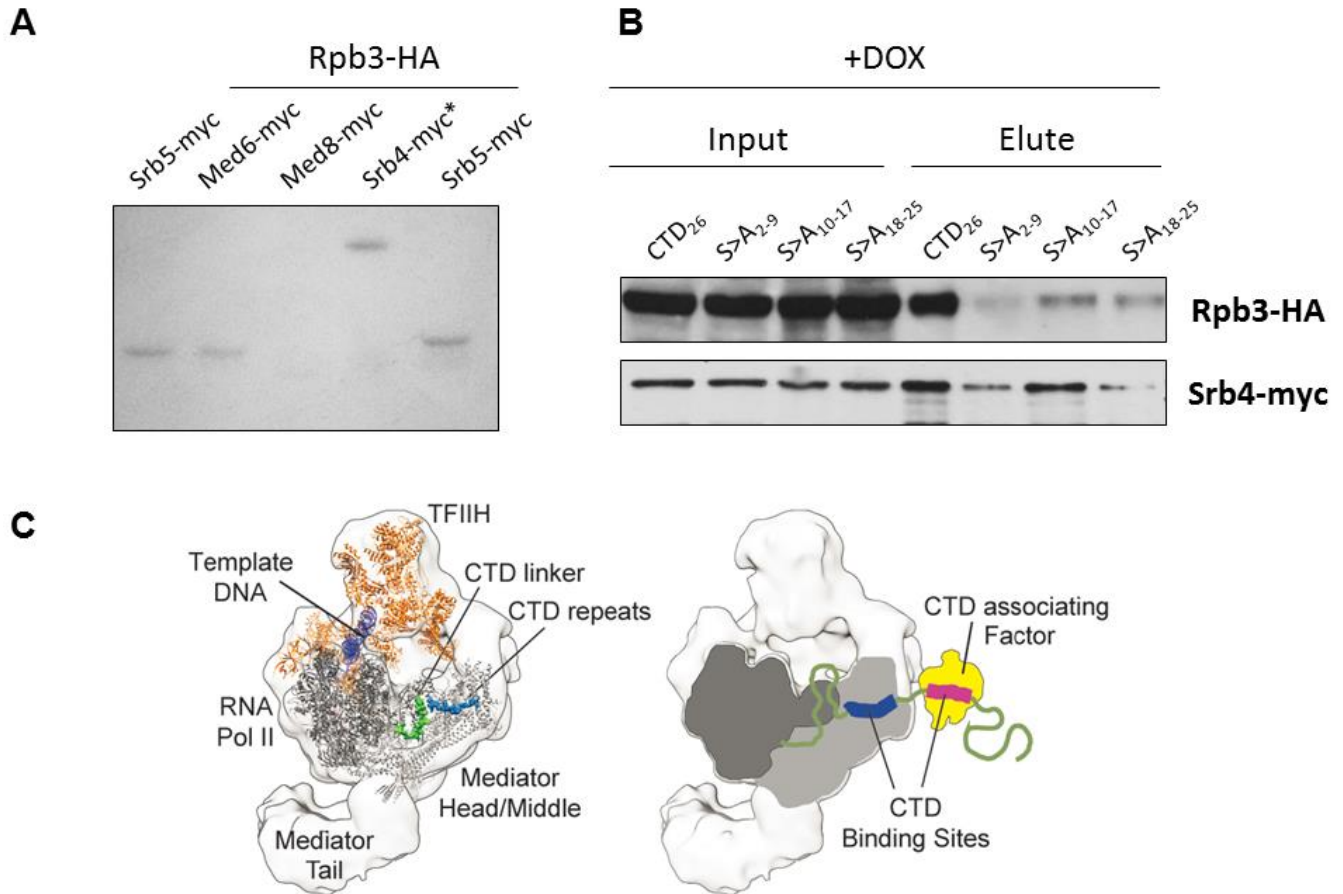 A
Rpb3-HA
Srb5-myc Med6-myc Med8-myc Srb4-myc* Srb5-myc
B
+DOX
Input Elute
CTD26 S>A2-9 S>A10-17 S>A18-25 CTD26 S>A2-9 S>A10-17 S>A18-25
Rpb3-HA
Srb4-myc
C
TFIIH
Template
DNA
CTD linker
CTD repeats
RNA
Pol II
Mediator
Head/Middle
Mediator
Tail
CTD associating
Factor
CTD
Binding Sites